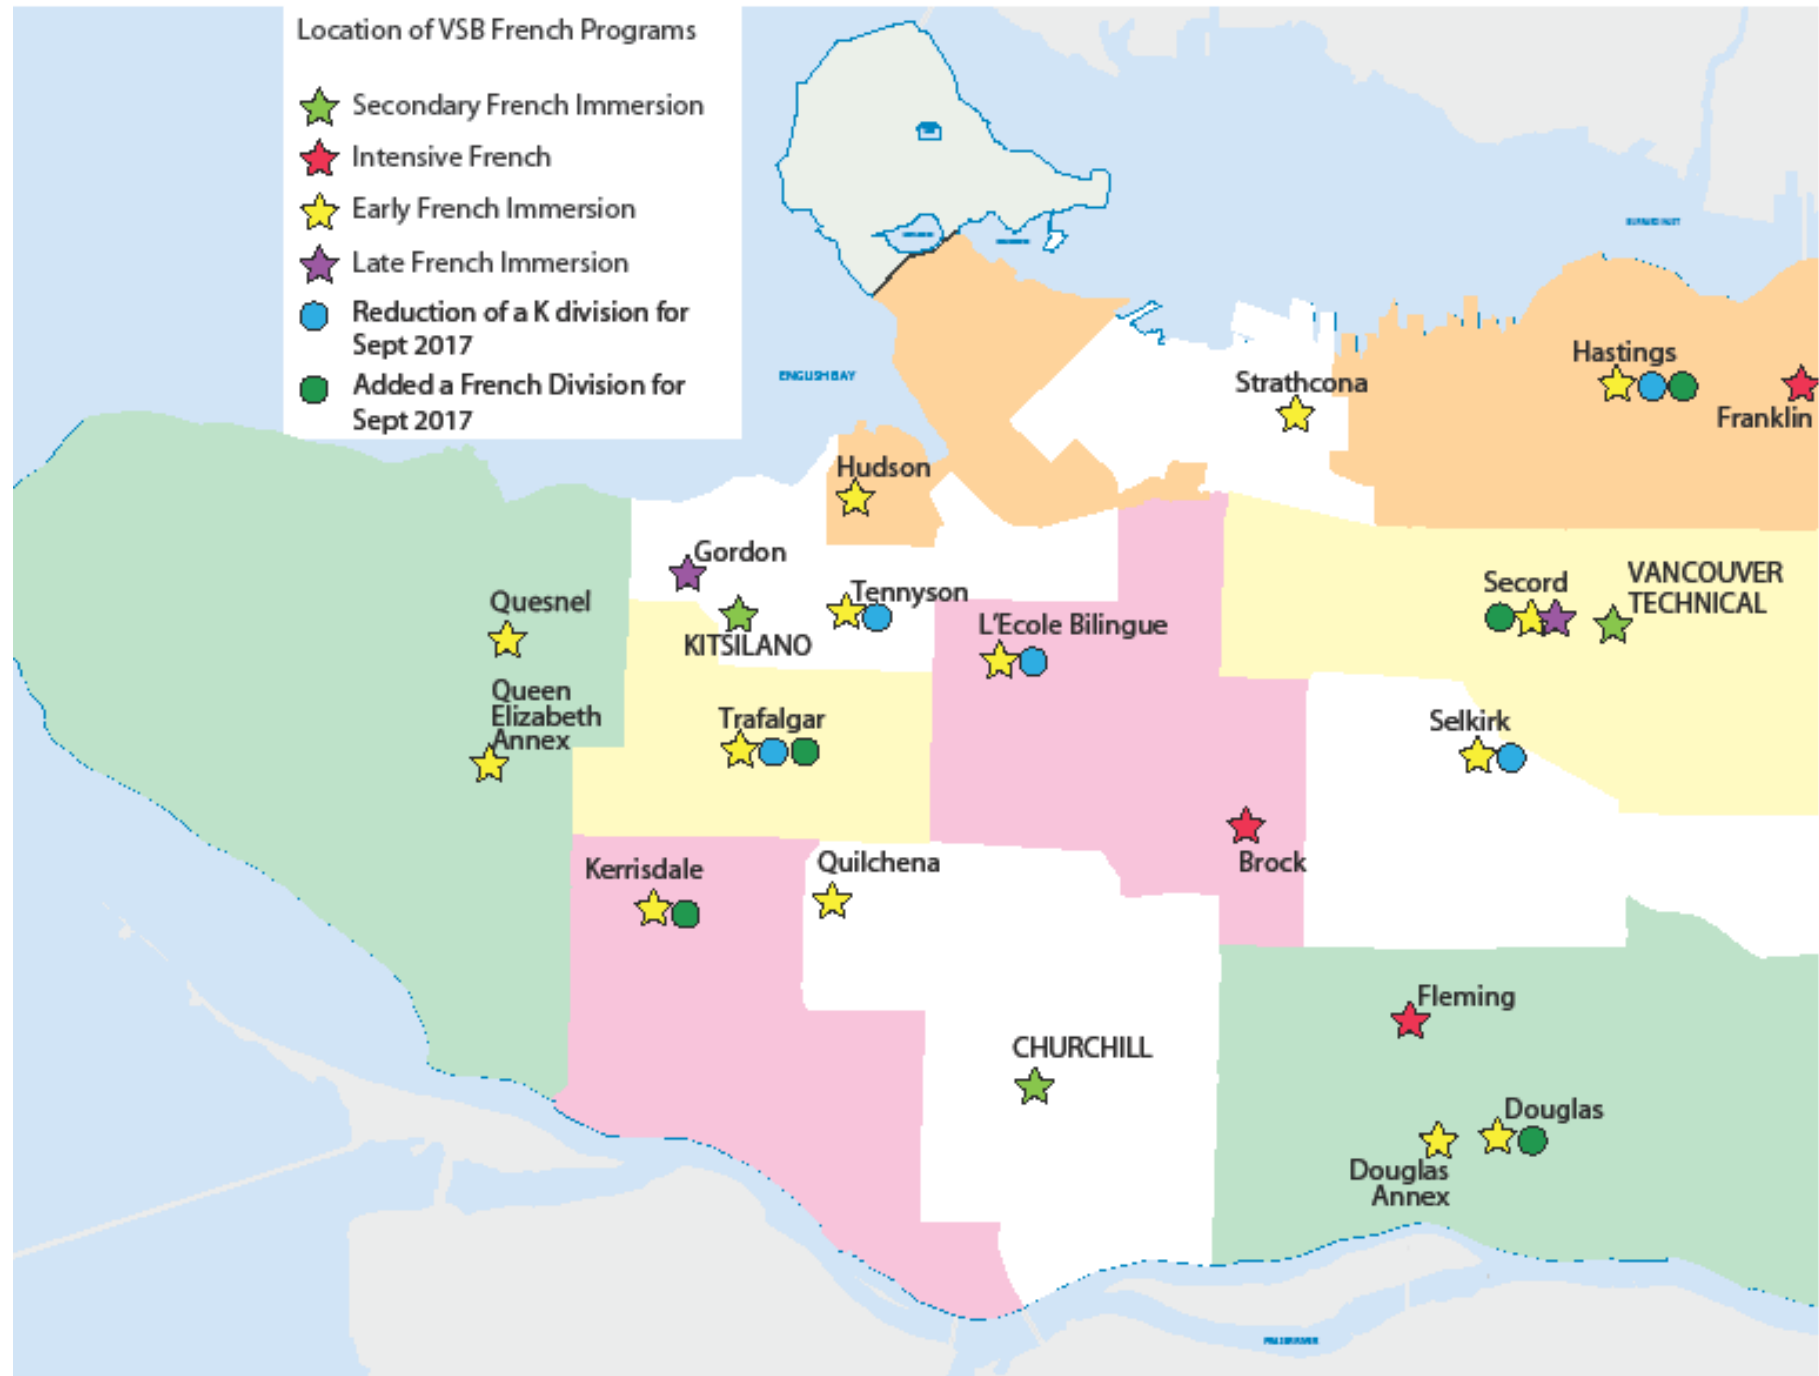 Location of VSB French Programs
Secondary French Immersion
Intensive French
Early French Immersion
Late French Immersion
Reduction of a K division for
Sept 2017
Added a French Division for
Sept 2017
ENGLISH BAY
Hastings
Strathcona
Franklin
Hudson
Gordon
Tennyson
KITSILANO
Quesnel
L'Ecole Bilingue
Secord
VANCOUVER
TECHNICAL
Queen
Elizabeth
Annex
Trafalgar
Selkirk
Kerrisdale
Quilchena
Brock
Fleming
CHURCHILL
Douglas
Douglas
Annex